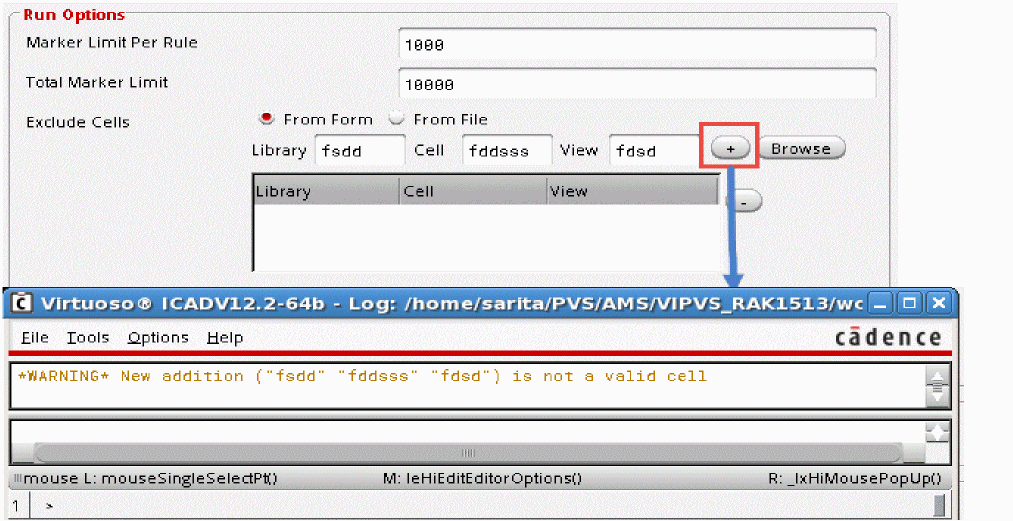 Run Options
Marker Limit Per Rule 1000
Total Marker Limit 10000
Exclude Cells From Form From File
Library fsdd Cell fddsss View fdsd + Browse
Library Cell View -
Virtuoso® ICADV12.2-64b - Log: /home/sarita/PVS/AMS/VIPVS_RAK1513/wc
File Tools Options Help cādence
*WARNING* New addition ("fsdd" "fddsss" "fdsd") is not a valid cell
mouse L: mouseSingleSelectPt() M: leHiEditEditorOptions() R: _lxHiMousePopUp()
1 >